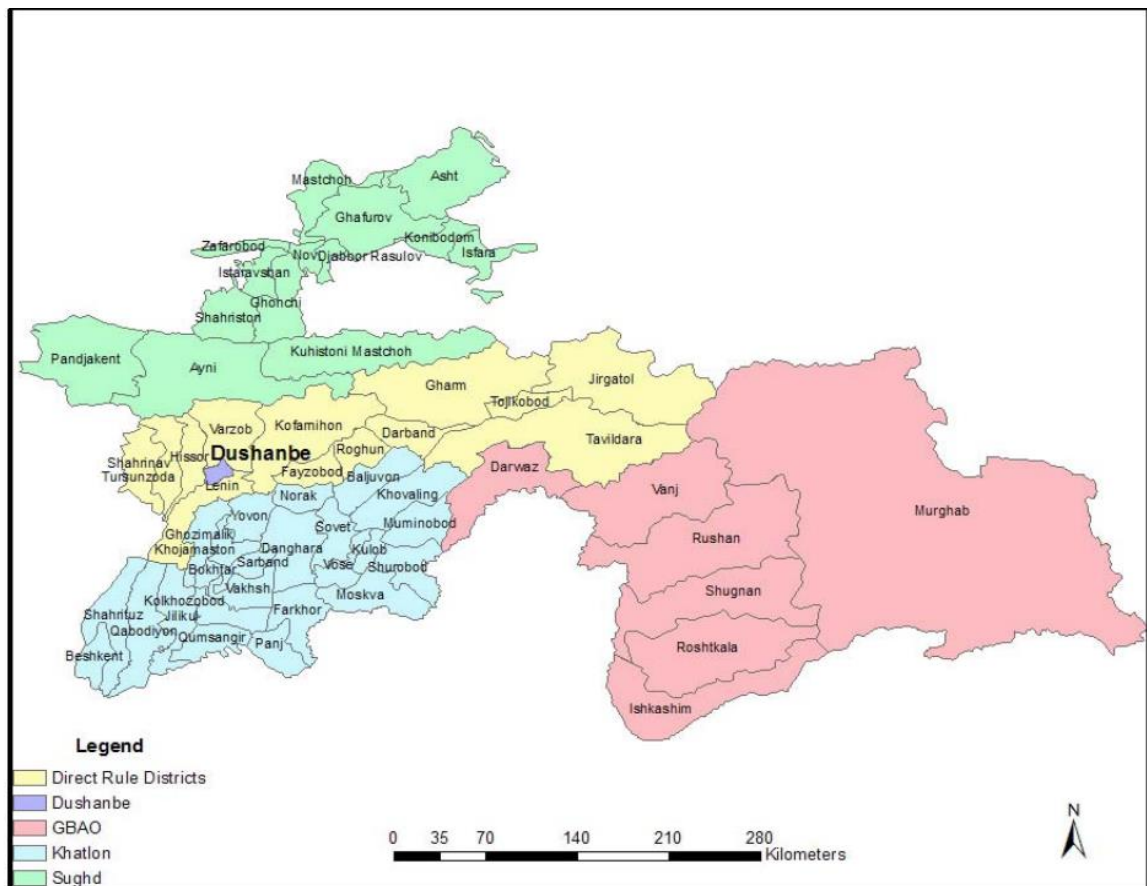 Asht
Mastchoh
Ghafurov
Konibodom
Zafarobod
Nov
Djabbor Rasulov
Isfara
Istaravshan
Ghonchi
Shahriston
Kuhistoni Mastchoh
Pandjakent
Ayni
Gharm
Jirgatol
Tojikobod
Varzob
Kofarnihon
Darband
Tavildara
Roghun
Dushanbe
Hissor
Shahrinav
Tursunzoda
Fayzobod
Darwaz
Lenin
Baljuvon
Vanj
Norak
Khovaling
Murghab
Yovon
Sovet
Muminobod
Ghozimalik
Rushan
Khojamaston
Danghara
Kulob
Sarband
Bokhtar
Vose
Shurobod
Vakhsh
Moskva
Shugnan
Kolkhozobod
Shahrituz
Jilikul
Farkhor
Qabodiyon
Qumsangir
Panj
Roshtkala
Beshkent
Ishkashim
Legend
Direct Rule Districts
Dushanbe
GBAO
Khatlon
Sughd
0 35 70 140 210 280
Kilometers
N